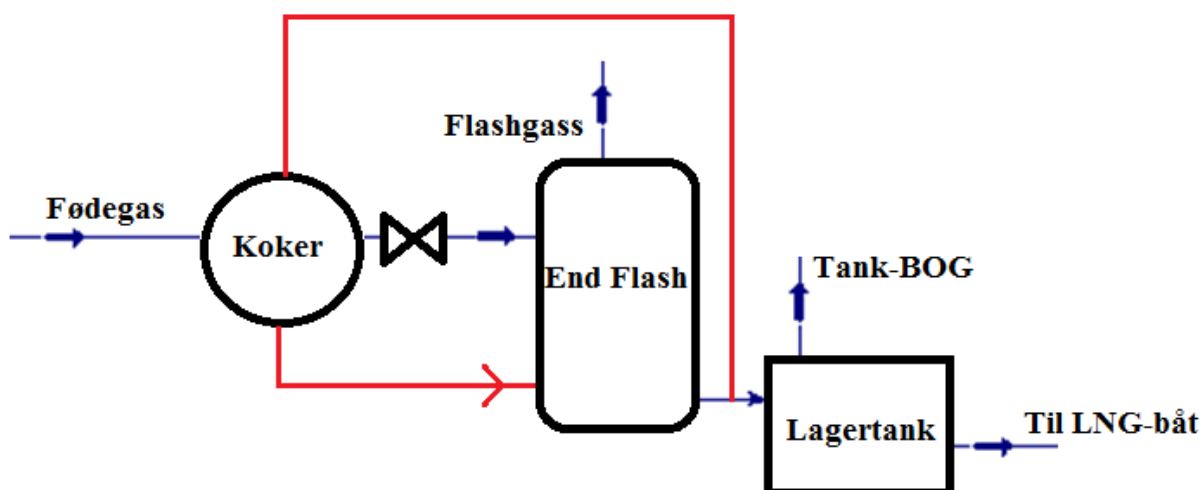 Flashgass
Fødegas
Koker
End Flash
Tank-BOG
Lagertank
Til LNG-båt